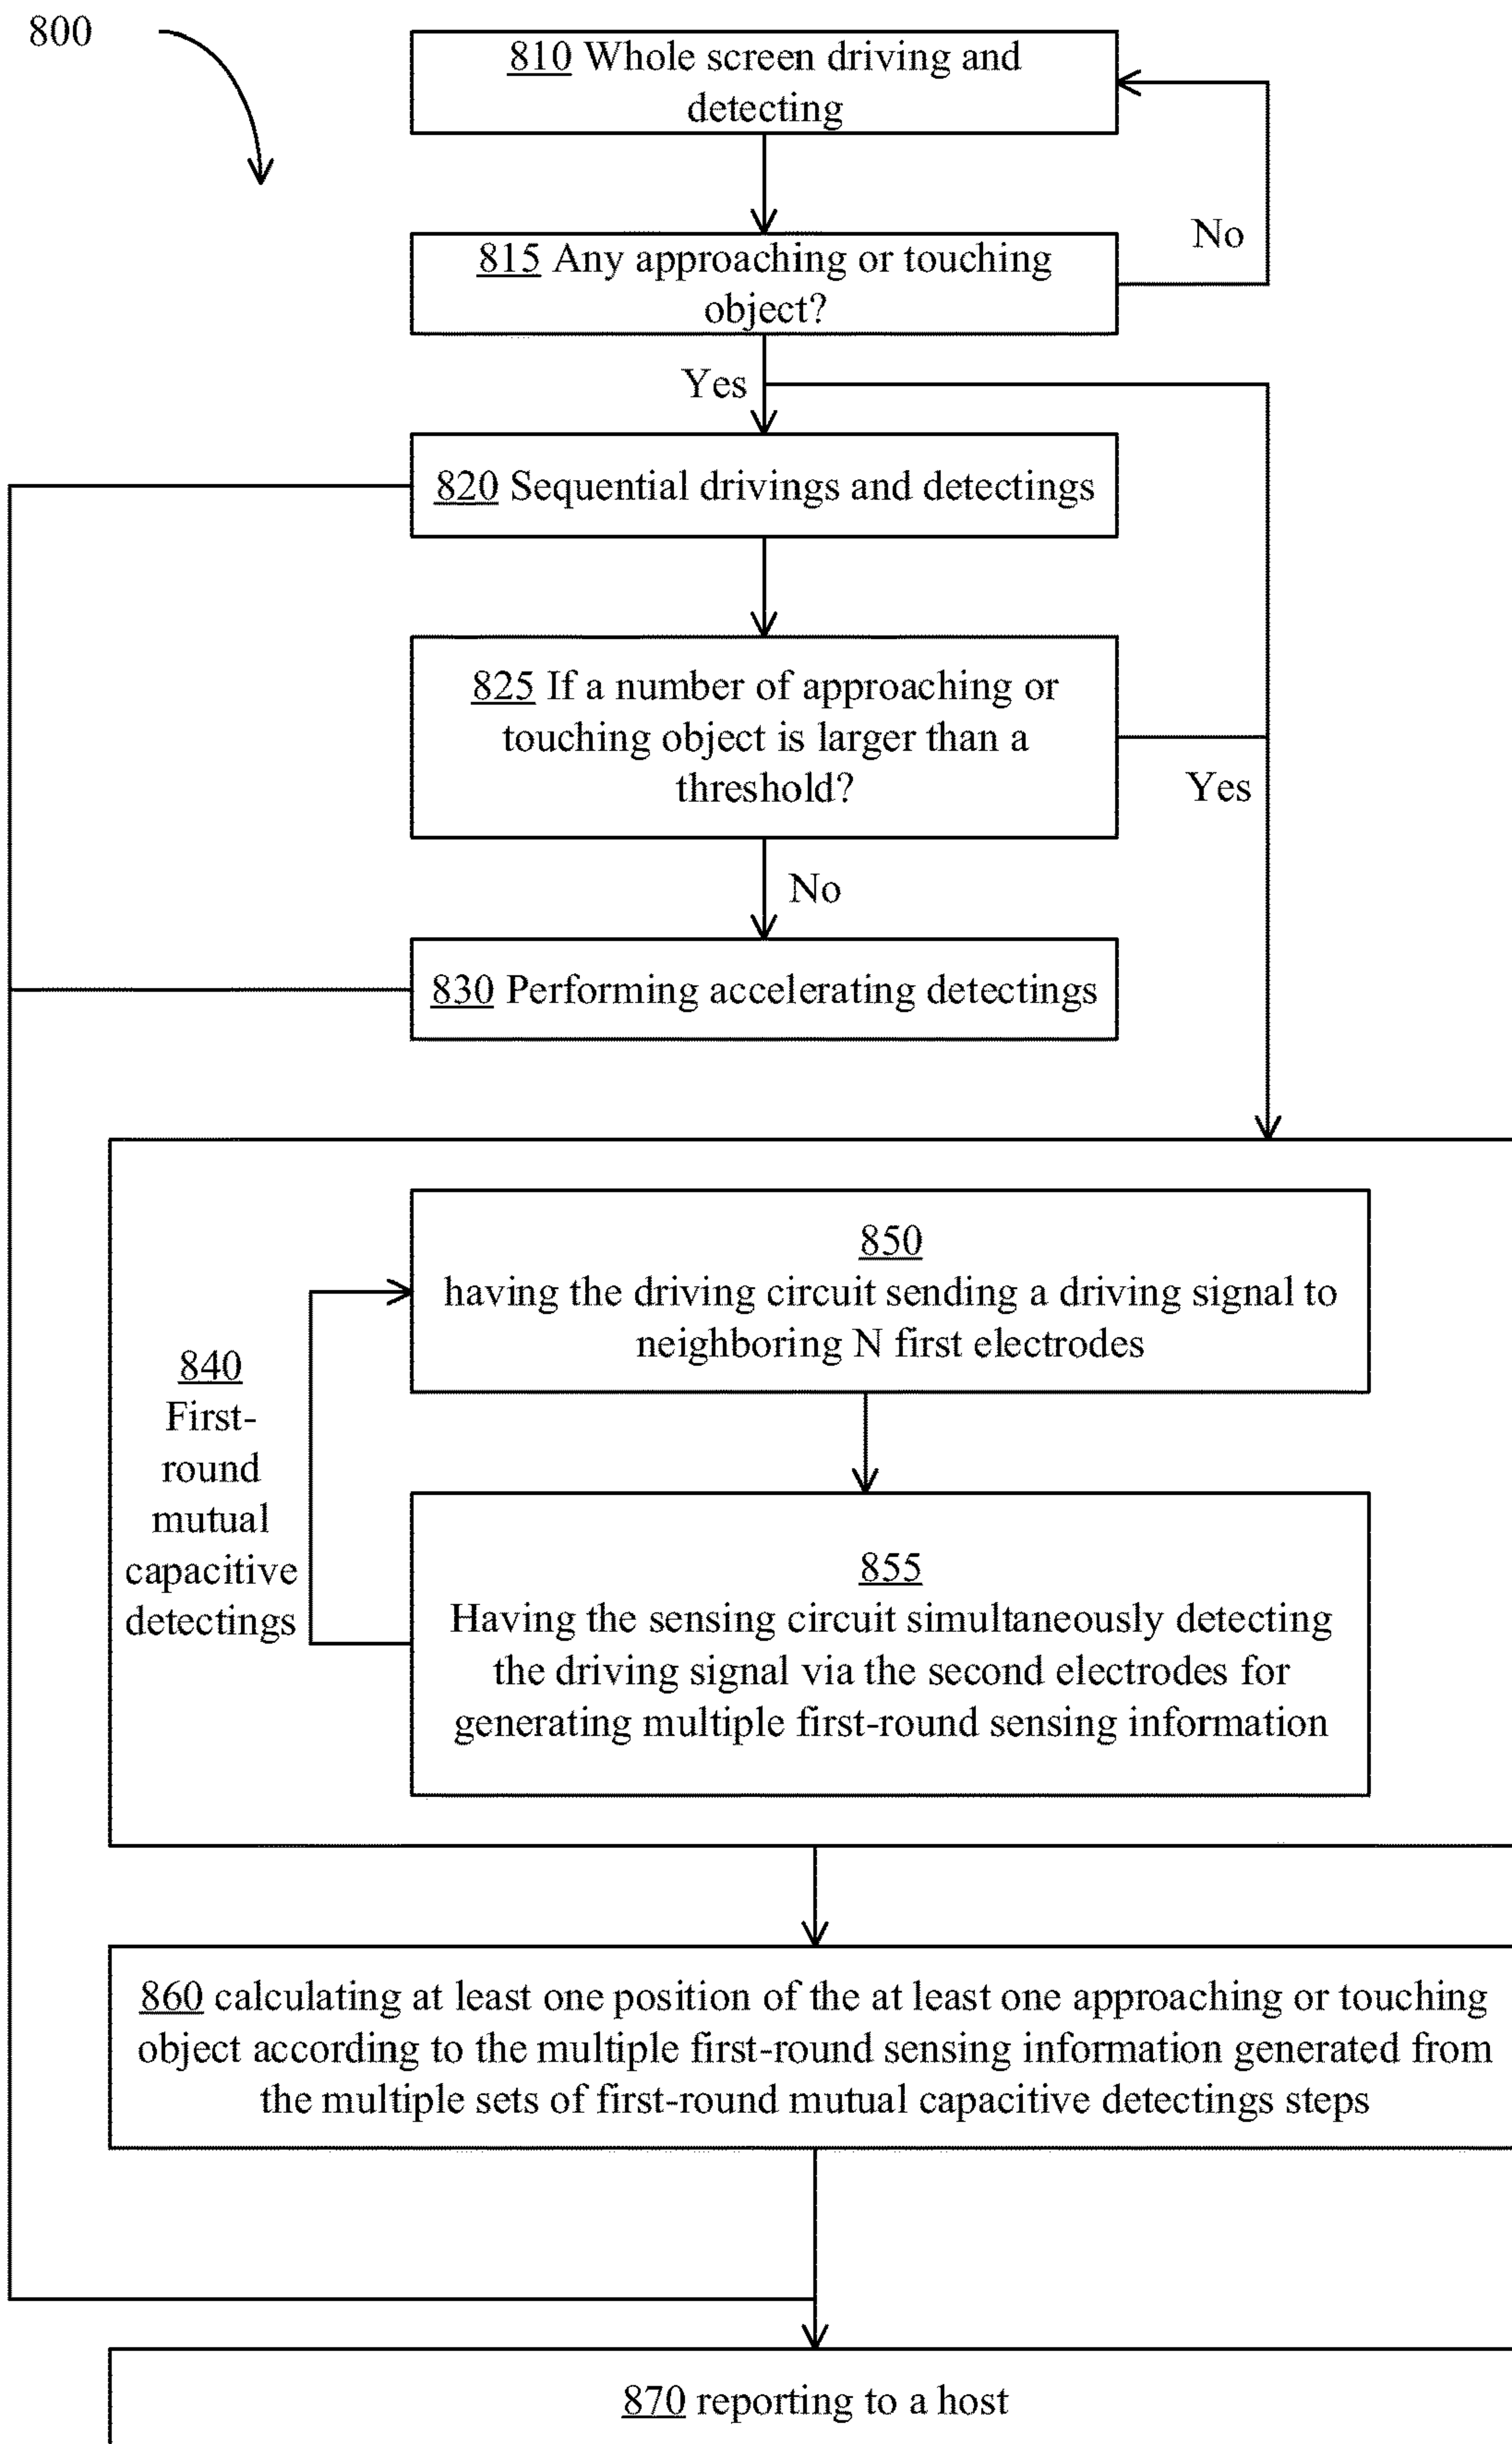 800
810 Whole screen driving and
detecting
No
815 Any approaching or touching
object?
Yes
820 Sequential drivings and detectings
825 If a number of approaching or
touching object is larger than a
threshold?
Yes
No
830 Performing accelerating detectings
840
First-
round
mutual
capacitive
detectings
850
having the driving circuit sending a driving signal to
neighboring N first electrodes
855
Having the sensing circuit simultaneously detecting
the driving signal via the second electrodes for
generating multiple first-round sensing information
860 calculating at least one position of the at least one approaching or touching
object according to the multiple first-round sensing information generated from
the multiple sets of first-round mutual capacitive detectings steps
870 reporting to a host